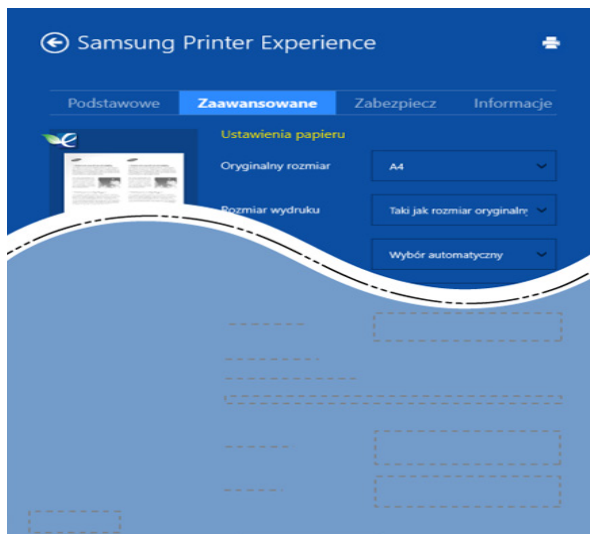 Samsung Printer Experience
Podstawowe Zaawansowane Zabezpiecz Informacje
Ustawienia papieru
Oryginalny rozmiar A4
Rozmiar wydruku Taki jak rozmiar oryginalny
Wybór automatyczny